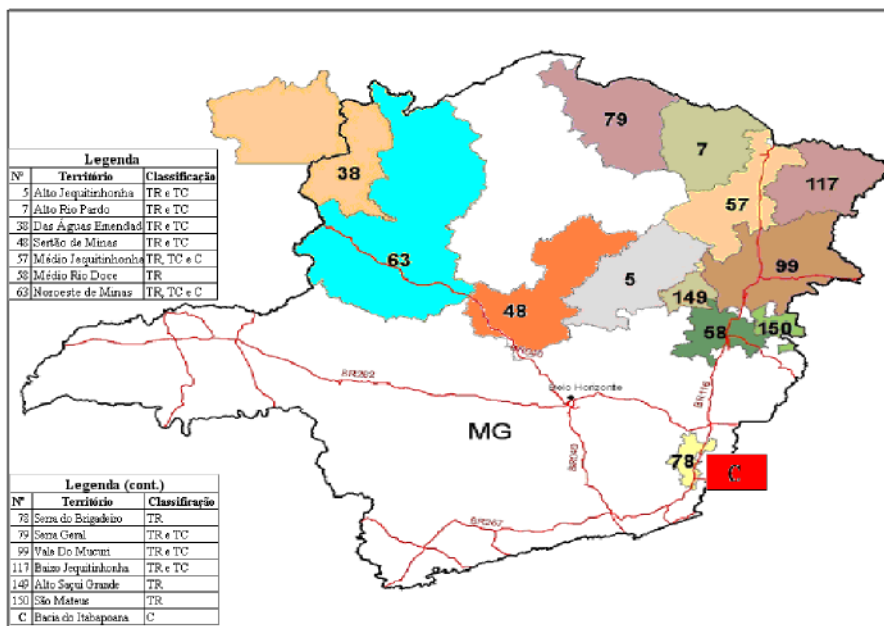 79
7
38
117
57
63
99
5
149
48
58
150
BR040
Belo Horizonte
BR262
BR116
MG
BR040
78
C
BR267
Legenda
Nº Território Classificação
5 Alto Jequitinhonha TR e TC
7 Alto Rio Pardo TR e TC
38 Das Águas Emendad TR e TC
48 Sertão de Minas TR e TC
57 Médio Jequitinhonha TR, TC e C
58 Médio Rio Doce TR
63 Noroeste de Minas TR, TC e C
Legenda (cont.)
Nº Território Classificação
78 Serra do Brigadeiro TR
79 Serra Geral TR e TC
99 Vale Do Mucuri TR e TC
117 Baixo Jequitinhonha TR e TC
149 Alto Saçui Grande TR
150 São Mateus TR
C Bacia do Itabapoana C